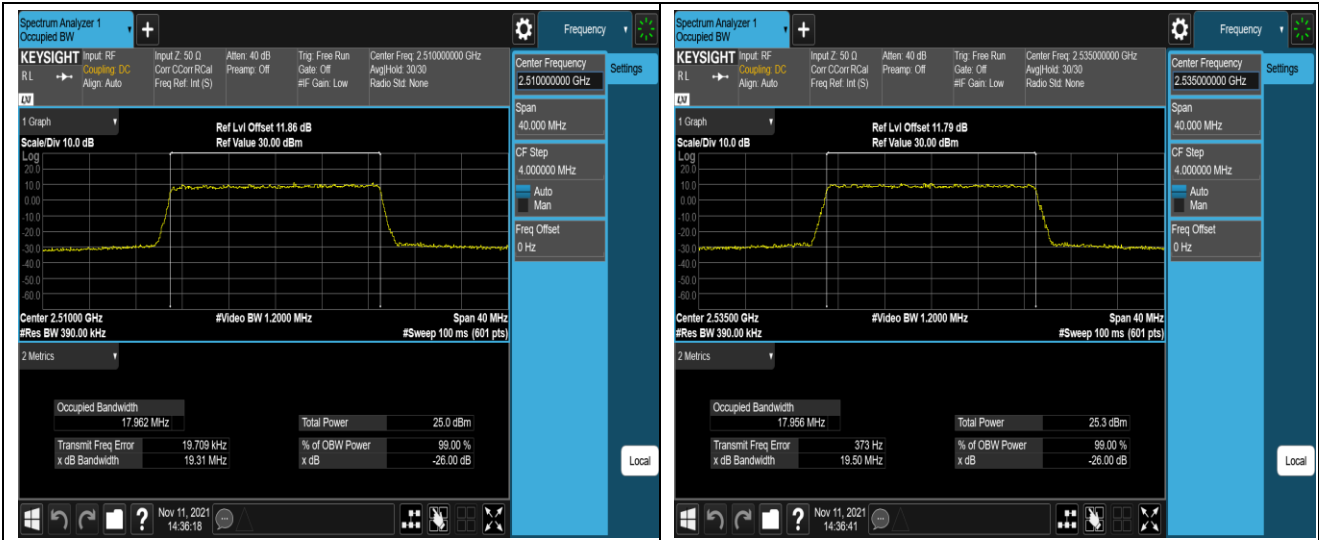 Spectrum Analyzer 1
Occupied BW
+
Frequency
KEYSIGHT Input: RF Input Z: 50 Ω Atten: 40 dB Trig: Free Run Center Freq: 2.510000000 GHz
RL Coupling: DC Corr CCorr RCal Preamp: Off Gate: Off Avg|Hold: 30/30
Align: Auto Freq Ref: Int (S) #IF Gain: Low Radio Std: None
LXI
Center Frequency
2.510000000 GHz
Settings
Span
40.000 MHz
CF Step
4.000000 MHz
Auto
Man
Freq Offset
0 Hz
Local
1 Graph
Ref Lvl Offset 11.86 dB
Scale/Div 10.0 dB Ref Value 30.00 dBm
Log
20.0
10.0
0.00
-10.0
-20.0
-30.0
-40.0
-50.0
-60.0
Center 2.51000 GHz #Video BW 1.2000 MHz Span 40 MHz
#Res BW 390.00 kHz #Sweep 100 ms (601 pts)
2 Metrics
Occupied Bandwidth
17.962 MHz Total Power 25.0 dBm
Transmit Freq Error 19.709 kHz % of OBW Power 99.00 %
x dB Bandwidth 19.31 MHz x dB -26.00 dB
? Nov 11, 2021
14:36:18
Spectrum Analyzer 1
Occupied BW
+
Frequency
KEYSIGHT Input: RF Input Z: 50 Ω Atten: 40 dB Trig: Free Run Center Freq: 2.535000000 GHz
RL Coupling: DC Corr CCorr RCal Preamp: Off Gate: Off Avg|Hold: 30/30
Align: Auto Freq Ref: Int (S) #IF Gain: Low Radio Std: None
LXI
Center Frequency
2.535000000 GHz
Settings
Span
40.000 MHz
CF Step
4.000000 MHz
Auto
Man
Freq Offset
0 Hz
Local
1 Graph
Ref Lvl Offset 11.79 dB
Scale/Div 10.0 dB Ref Value 30.00 dBm
Log
20.0
10.0
0.00
-10.0
-20.0
-30.0
-40.0
-50.0
-60.0
Center 2.53500 GHz #Video BW 1.2000 MHz Span 40 MHz
#Res BW 390.00 kHz #Sweep 100 ms (601 pts)
2 Metrics
Occupied Bandwidth
17.956 MHz Total Power 25.3 dBm
Transmit Freq Error 373 Hz % of OBW Power 99.00 %
x dB Bandwidth 19.50 MHz x dB -26.00 dB
? Nov 11, 2021
14:36:41